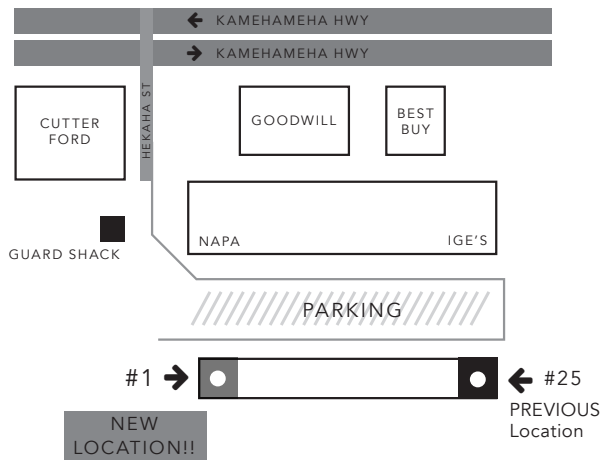 KAMEHAMEHA HWY
KAMEHAMEHA HWY
HEKAHA ST
CUTTER
FORD
GOODWILL
BEST
BUY
NAPA
IGE'S
GUARD SHACK
PARKING
#1
#25
PREVIOUS
Location
NEW
LOCATION!!